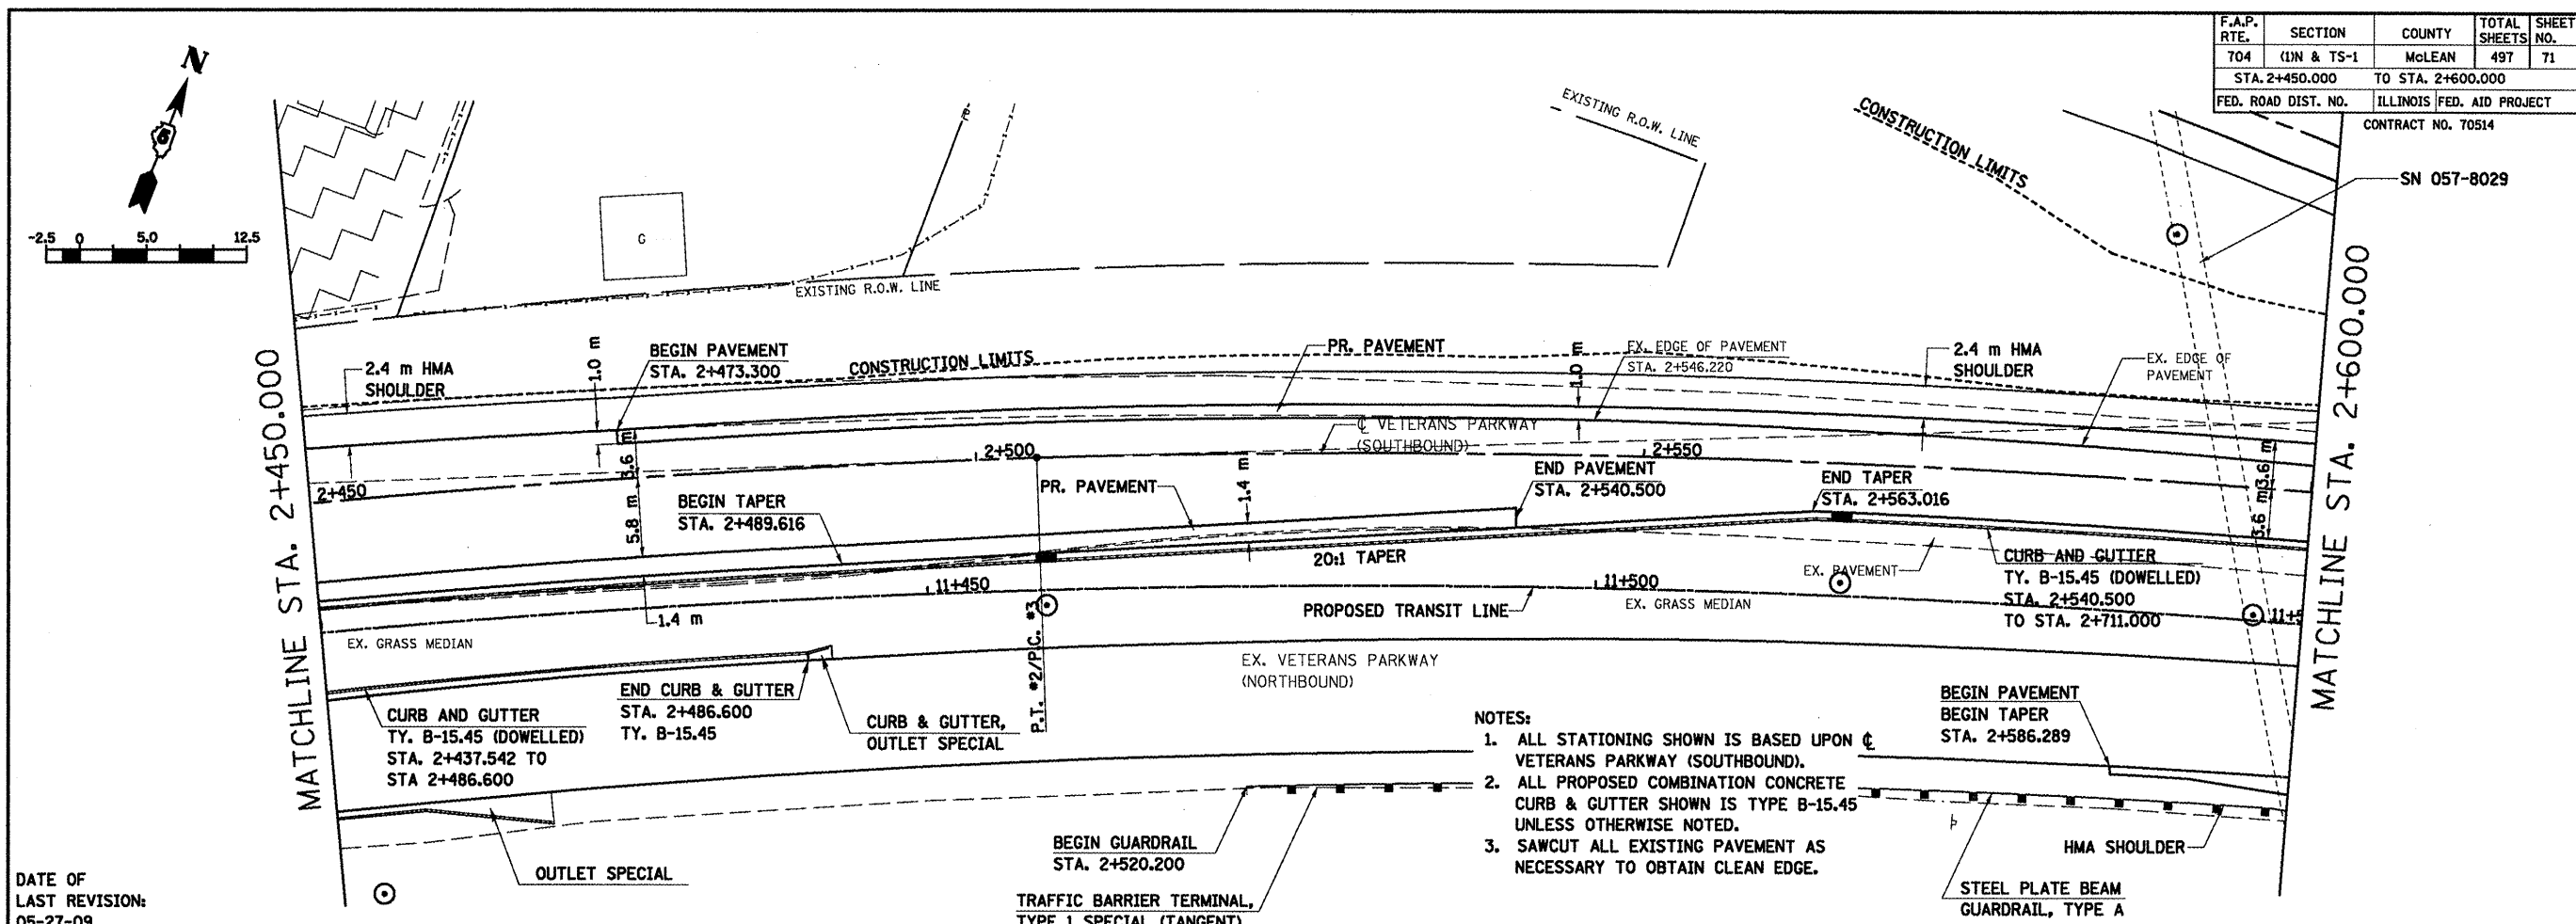 F.A.P. RTE. SECTION COUNTY TOTAL SHEETS SHEET NO.
704 (1)N & TS-1 McLEAN 497 71
STA. 2+450.000 TO STA. 2+600.000
FED. ROAD DIST. NO. ILLINOIS FED. AID PROJECT
CONTRACT NO. 70514
N
5
-2.5 0 5.0 12.5
G
EXISTING R.O.W. LINE
EXISTING R.O.W. LINE
CONSTRUCTION LIMITS
SN 057-8029
MATCHLINE STA. 2+450.000
MATCHLINE STA. 2+600.000
2.4 m HMA
SHOULDER
1.0 m
BEGIN PAVEMENT
STA. 2+473.300
CONSTRUCTION LIMITS
PR. PAVEMENT
1.0 m
EX. EDGE OF PAVEMENT
STA. 2+546.220
2.4 m HMA
SHOULDER
EX. EDGE OF
PAVEMENT
℄ VETERANS PARKWAY
(SOUTHBOUND)
2+450
2+500
2+550
3.6 m
5.8 m
3.6 m
3.6 m
BEGIN TAPER
STA. 2+489.616
PR. PAVEMENT
1.4 m
END PAVEMENT
STA. 2+540.500
END TAPER
STA. 2+563.016
20:1 TAPER
1.4 m
11+450
11+500
11+5
EX. PAVEMENT
CURB AND GUTTER
TY. B-15.45 (DOWELLED)
STA. 2+540.500
TO STA. 2+711.000
EX. GRASS MEDIAN
PROPOSED TRANSIT LINE
EX. GRASS MEDIAN
P.T. #2/P.C. #3
EX. VETERANS PARKWAY
(NORTHBOUND)
CURB AND GUTTER
TY. B-15.45 (DOWELLED)
STA. 2+437.542 TO
STA 2+486.600
END CURB & GUTTER
STA. 2+486.600
TY. B-15.45
CURB & GUTTER,
OUTLET SPECIAL
BEGIN PAVEMENT
BEGIN TAPER
STA. 2+586.289
NOTES:
1. ALL STATIONING SHOWN IS BASED UPON ℄
VETERANS PARKWAY (SOUTHBOUND).
2. ALL PROPOSED COMBINATION CONCRETE
CURB & GUTTER SHOWN IS TYPE B-15.45
UNLESS OTHERWISE NOTED.
3. SAWCUT ALL EXISTING PAVEMENT AS
NECESSARY TO OBTAIN CLEAN EDGE.
OUTLET SPECIAL
BEGIN GUARDRAIL
STA. 2+520.200
TRAFFIC BARRIER TERMINAL,
TYPE 1 SPECIAL (TANGENT)
HMA SHOULDER
STEEL PLATE BEAM
GUARDRAIL, TYPE A
DATE OF
LAST REVISION:
05-27-09